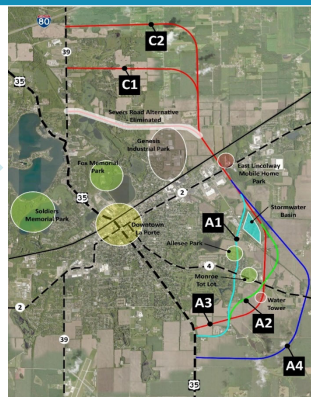 80
C2
39
C1
35
Severs Road Alternative -
Eliminated
Genesis
Industrial Park
Fox Memorial
Park
East Lincolway
Mobile Home
Park
2
Soldiers
Memorial Park
35
Stormwater
Basin
A1
Downtown
La Porte
Allesee Park
4
Monroe
Tot Lot
Water
Tower
2
A3
A2
39
A4
35